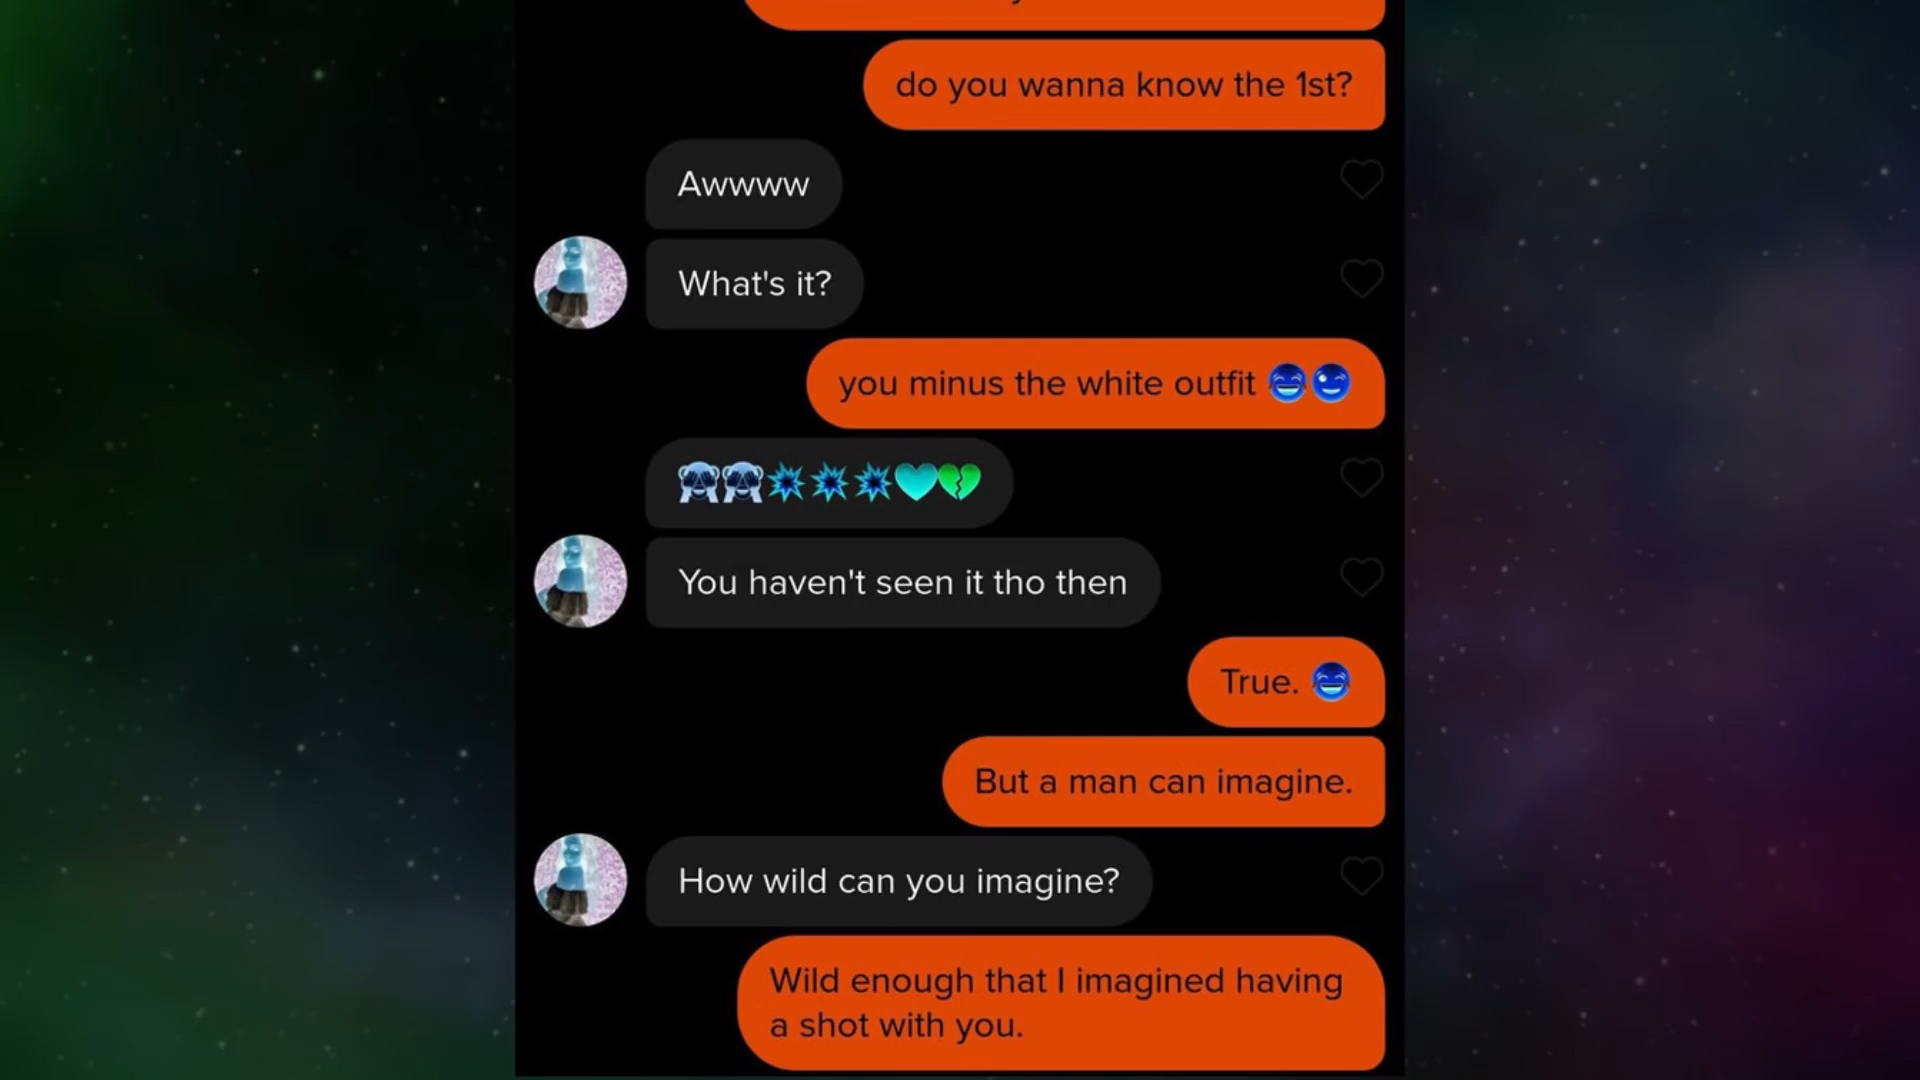 do you wanna know the 1st?
Awwww
What's it?
you minus the white outfit 😂😉
🙈🙈💥💥💥❤️💔
You haven't seen it tho then
True. 😂
But a man can imagine.
How wild can you imagine?
Wild enough that I imagined having
a shot with you.